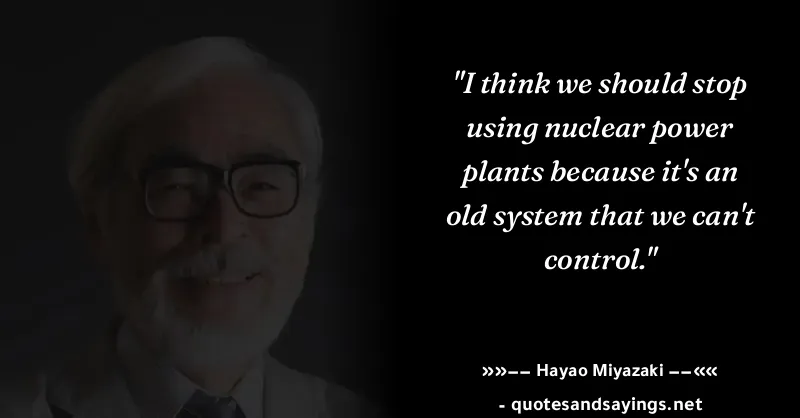 "I think we should stop
using nuclear power
plants because it's an
old system that we can't
control."
»»-- Hayao Miyazaki --««
- quotesandsayings.net